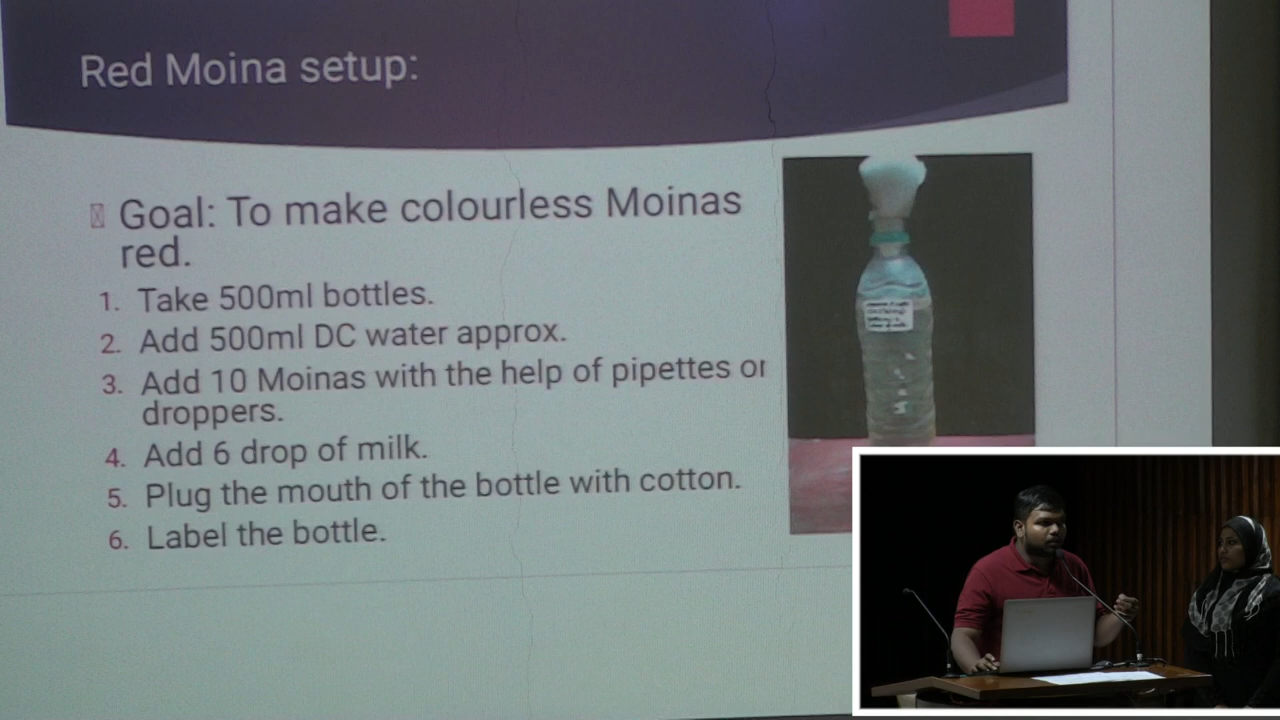 Red Moina setup:
Goal: To make colourless Moinas
red.
1. Take 500ml bottles.
2. Add 500ml DC water approx.
3. Add 10 Moinas with the help of pipettes or
droppers.
4. Add 6 drop of milk.
5. Plug the mouth of the bottle with cotton.
6. Label the bottle.